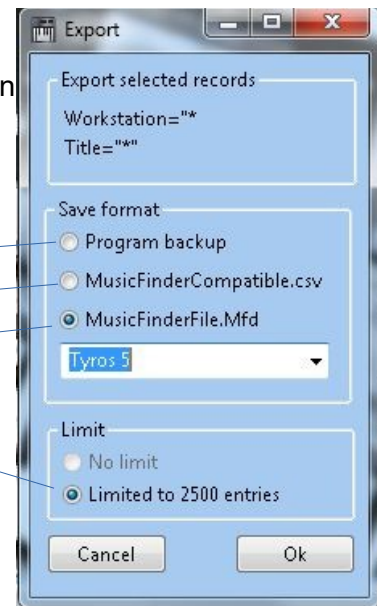 Export
n
Export selected records
Workstation="*
Title="*"
Save format
Program backup
MusicFinderCompatible.csv
MusicFinderFile.Mfd
Tyros 5
Limit
No limit
Limited to 2500 entries
Cancel Ok